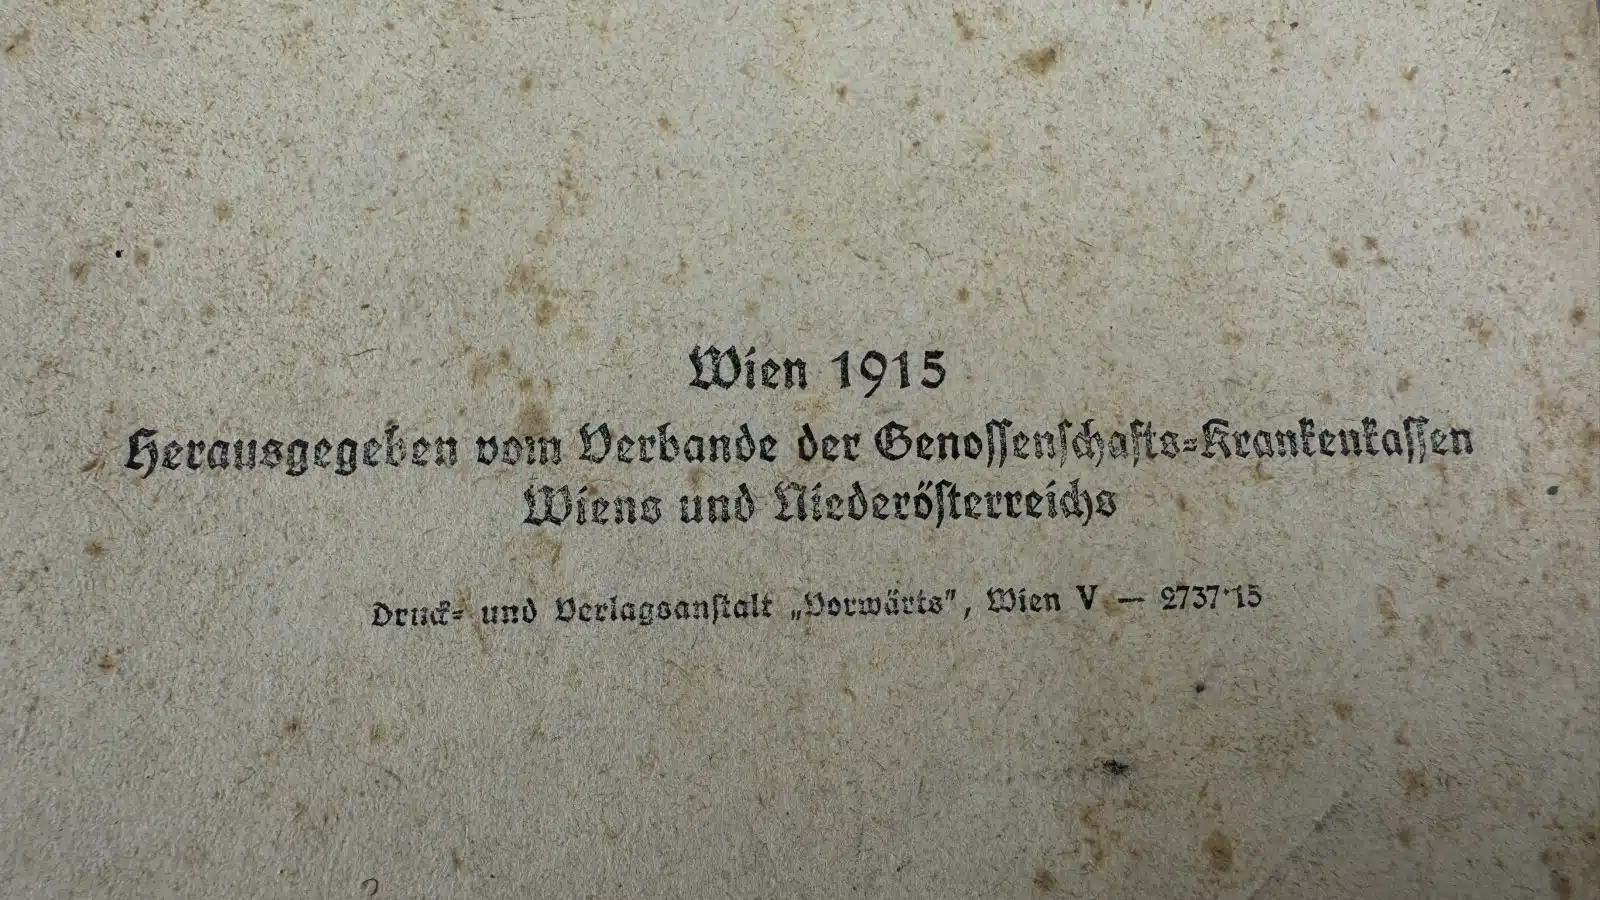 Wien 1915
Herausgegeben vom Verbande der Genossenschafts-Krankenkassen
Wiens und Niederösterreichs
Druck- und Verlagsanstalt „Vorwärts", Wien V — 2737·15